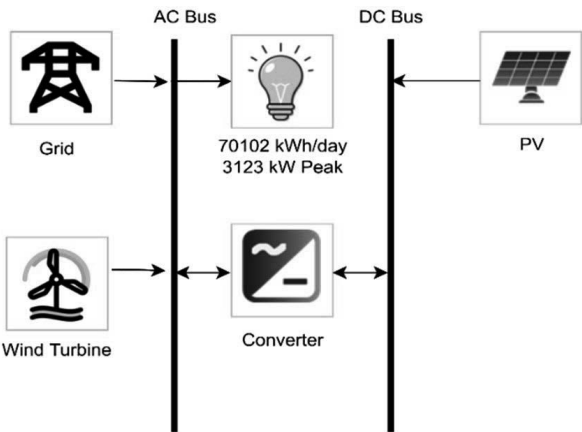 AC Bus
DC Bus
Grid
70102 kWh/day
3123 kW Peak
PV
Wind Turbine
Converter